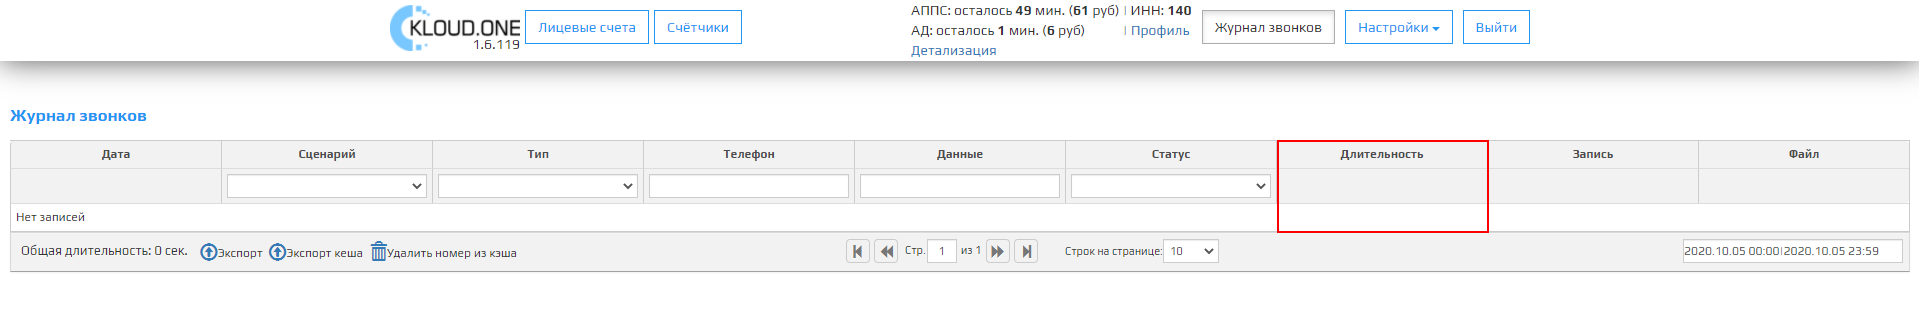 KLOUD.ONE
1.6.119
Лицевые счета
Счётчики
АППС: осталось 49 мин. (61 руб) | ИНН: 140
АД: осталось 1 мин. (6 руб) | Профиль
Детализация
Журнал звонков
Настройки
Выйти
Журнал звонков
Дата Сценарий Тип Телефон Данные Статус Длительность Запись Файл
Нет записей
Общая длительность: 0 сек. Экспорт Экспорт кеша Удалить номер из кэша Стр. 1 из 1 Строк на странице: 10 2020.10.05 00:00|2020.10.05 23:59